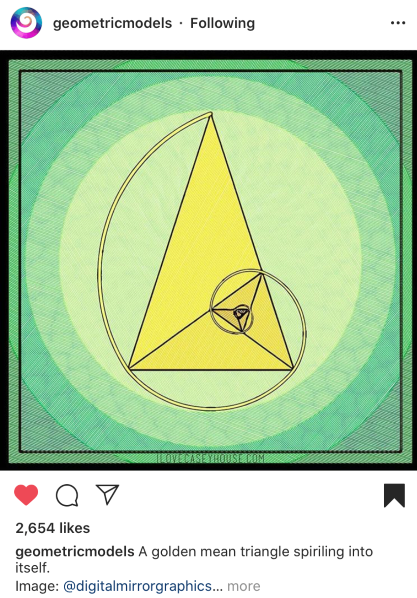 geometricmodels · Following
ILOVECASEYHOUSE.COM
2,654 likes
geometricmodels A golden mean triangle spiriling into
itself.
Image: @digitalmirrorgraphics... more